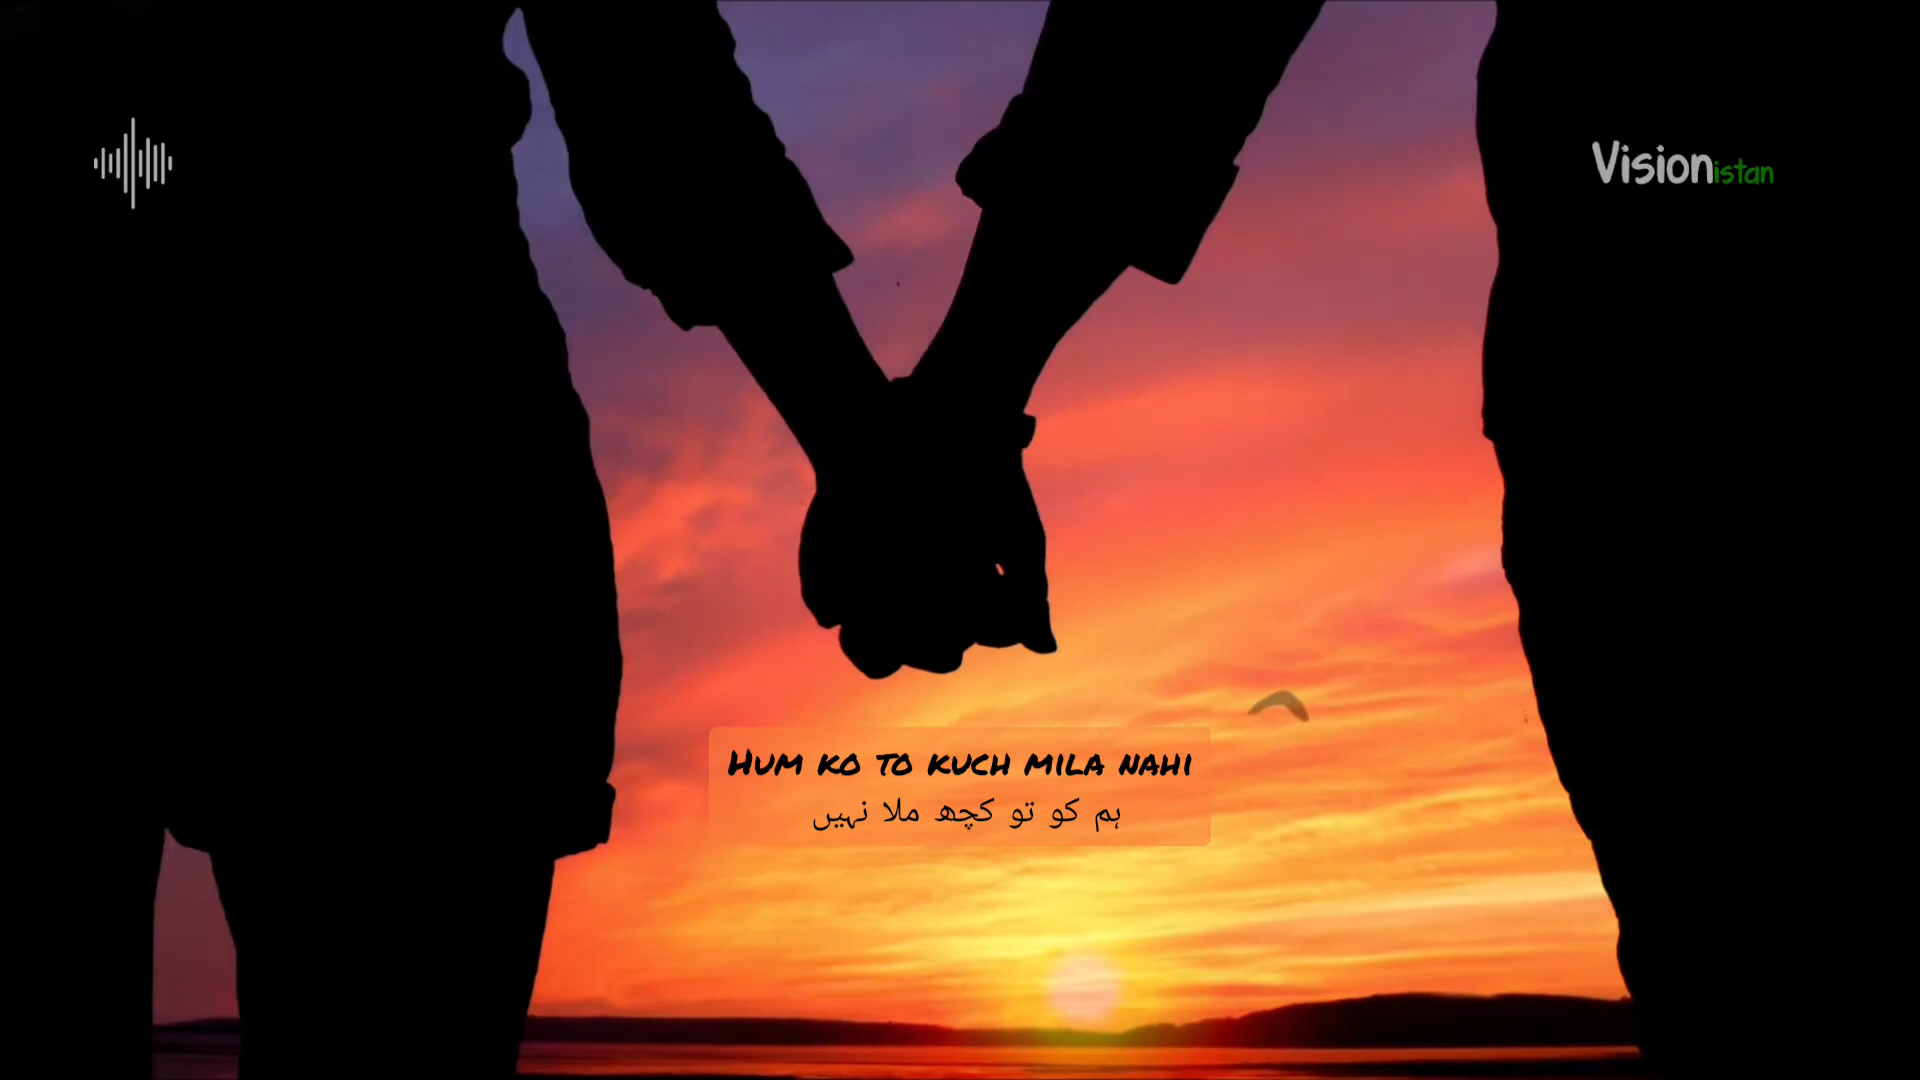 Visionistan
Hum ko to kuch mila nahi
ہم کو تو کچھ ملا نہیں